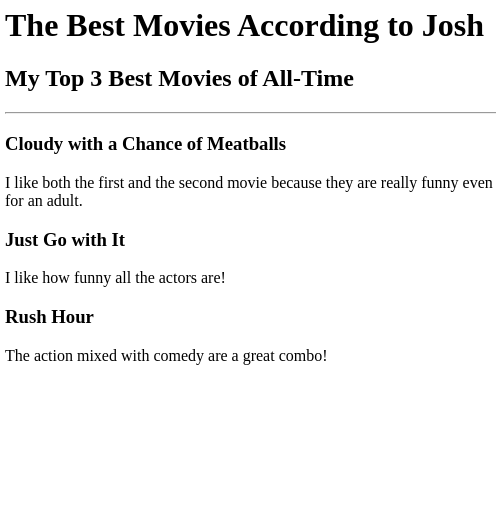 The Best Movies According to Josh
My Top 3 Best Movies of All-Time
Cloudy with a Chance of Meatballs
I like both the first and the second movie because they are really funny even
for an adult.
Just Go with It
I like how funny all the actors are!
Rush Hour
The action mixed with comedy are a great combo!